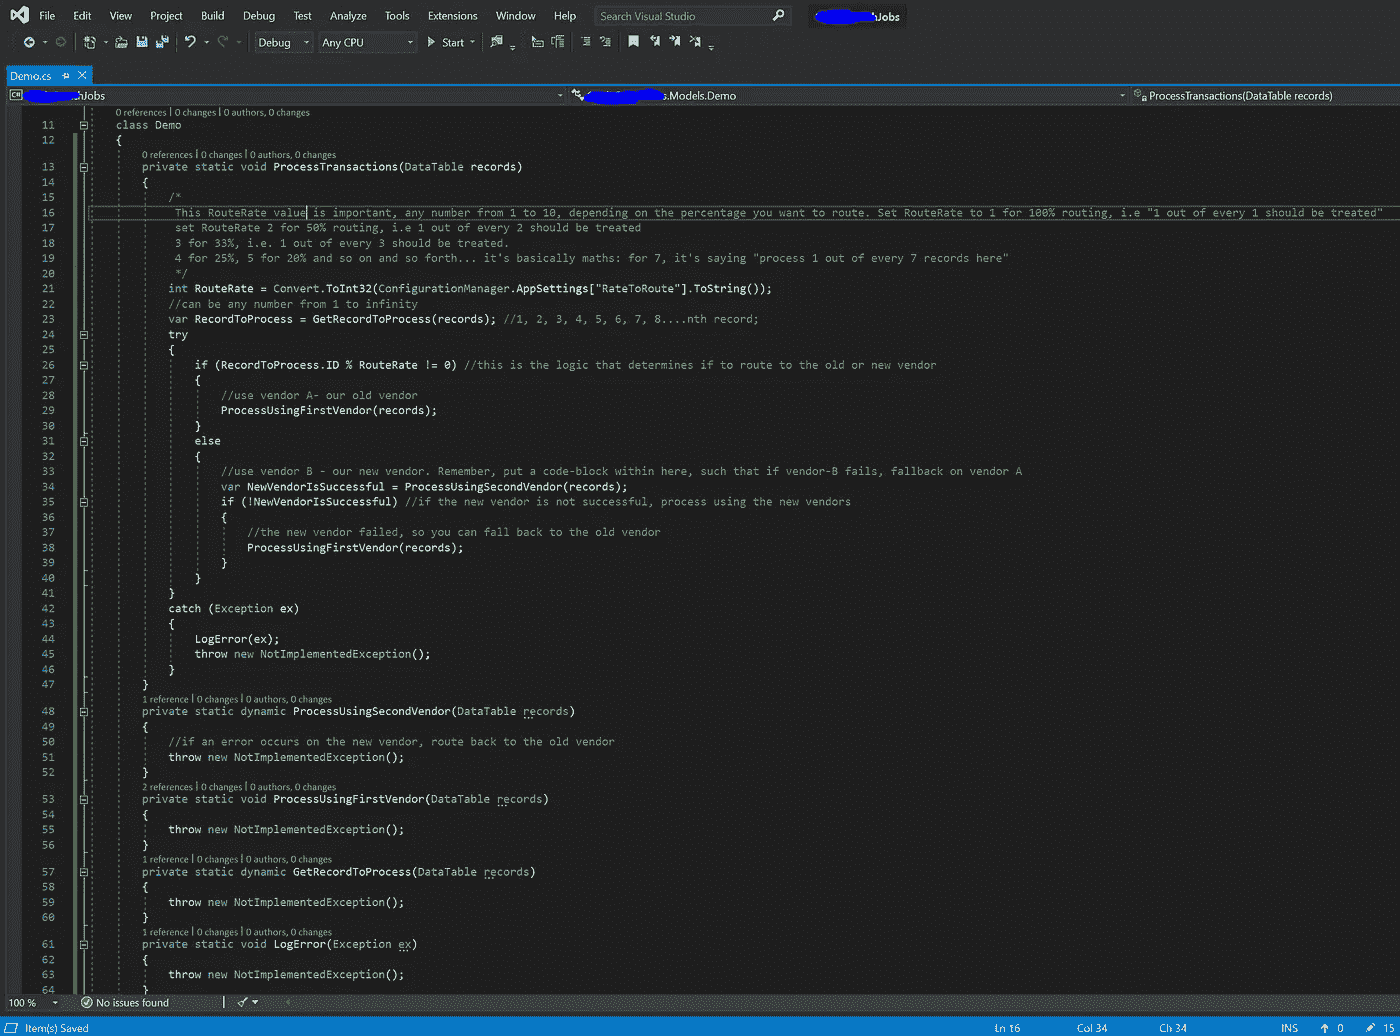 File Edit View Project Build Debug Test Analyze Tools Extensions Window Help Search Visual Studio Jobs
Debug Any CPU Start
Demo.cs
Jobs s.Models.Demo ProcessTransactions(DataTable records)
0 references | 0 changes | 0 authors, 0 changes
11 class Demo
12 {
0 references | 0 changes | 0 authors, 0 changes
13 private static void ProcessTransactions(DataTable records)
14 {
15 /*
16 This RouteRate value is important, any number from 1 to 10, depending on the percentage you want to route. Set RouteRate to 1 for 100% routing, i.e "1 out of every 1 should be treated"
17 set RouteRate 2 for 50% routing, i.e 1 out of every 2 should be treated
18 3 for 33%, i.e. 1 out of every 3 should be treated.
19 4 for 25%, 5 for 20% and so on and so forth... it's basically maths: for 7, it's saying "process 1 out of every 7 records here"
20 */
21 int RouteRate = Convert.ToInt32(ConfigurationManager.AppSettings["RateToRoute"].ToString());
22 //can be any number from 1 to infinity
23 var RecordToProcess = GetRecordToProcess(records); //1, 2, 3, 4, 5, 6, 7, 8....nth record;
24 try
25 {
26 if (RecordToProcess.ID % RouteRate != 0) //this is the logic that determines if to route to the old or new vendor
27 {
28 //use vendor A- our old vendor
29 ProcessUsingFirstVendor(records);
30 }
31 else
32 {
33 //use vendor B - our new vendor. Remember, put a code-block within here, such that if vendor-B fails, fallback on vendor A
34 var NewVendorIsSuccessful = ProcessUsingSecondVendor(records);
35 if (!NewVendorIsSuccessful) //if the new vendor is not successful, process using the new vendors
36 {
37 //the new vendor failed, so you can fall back to the old vendor
38 ProcessUsingFirstVendor(records);
39 }
40 }
41 }
42 catch (Exception ex)
43 {
44 LogError(ex);
45 throw new NotImplementedException();
46 }
47 }
1 reference | 0 changes | 0 authors, 0 changes
48 private static dynamic ProcessUsingSecondVendor(DataTable records)
49 {
50 //if an error occurs on the new vendor, route back to the old vendor
51 throw new NotImplementedException();
52 }
2 references | 0 changes | 0 authors, 0 changes
53 private static void ProcessUsingFirstVendor(DataTable records)
54 {
55 throw new NotImplementedException();
56 }
1 reference | 0 changes | 0 authors, 0 changes
57 private static dynamic GetRecordToProcess(DataTable records)
58 {
59 throw new NotImplementedException();
60 }
1 reference | 0 changes | 0 authors, 0 changes
61 private static void LogError(Exception ex)
62 {
63 throw new NotImplementedException();
64 }
100 % No issues found
Item(s) Saved Ln 16 Col 34 Ch 34 INS 0 15